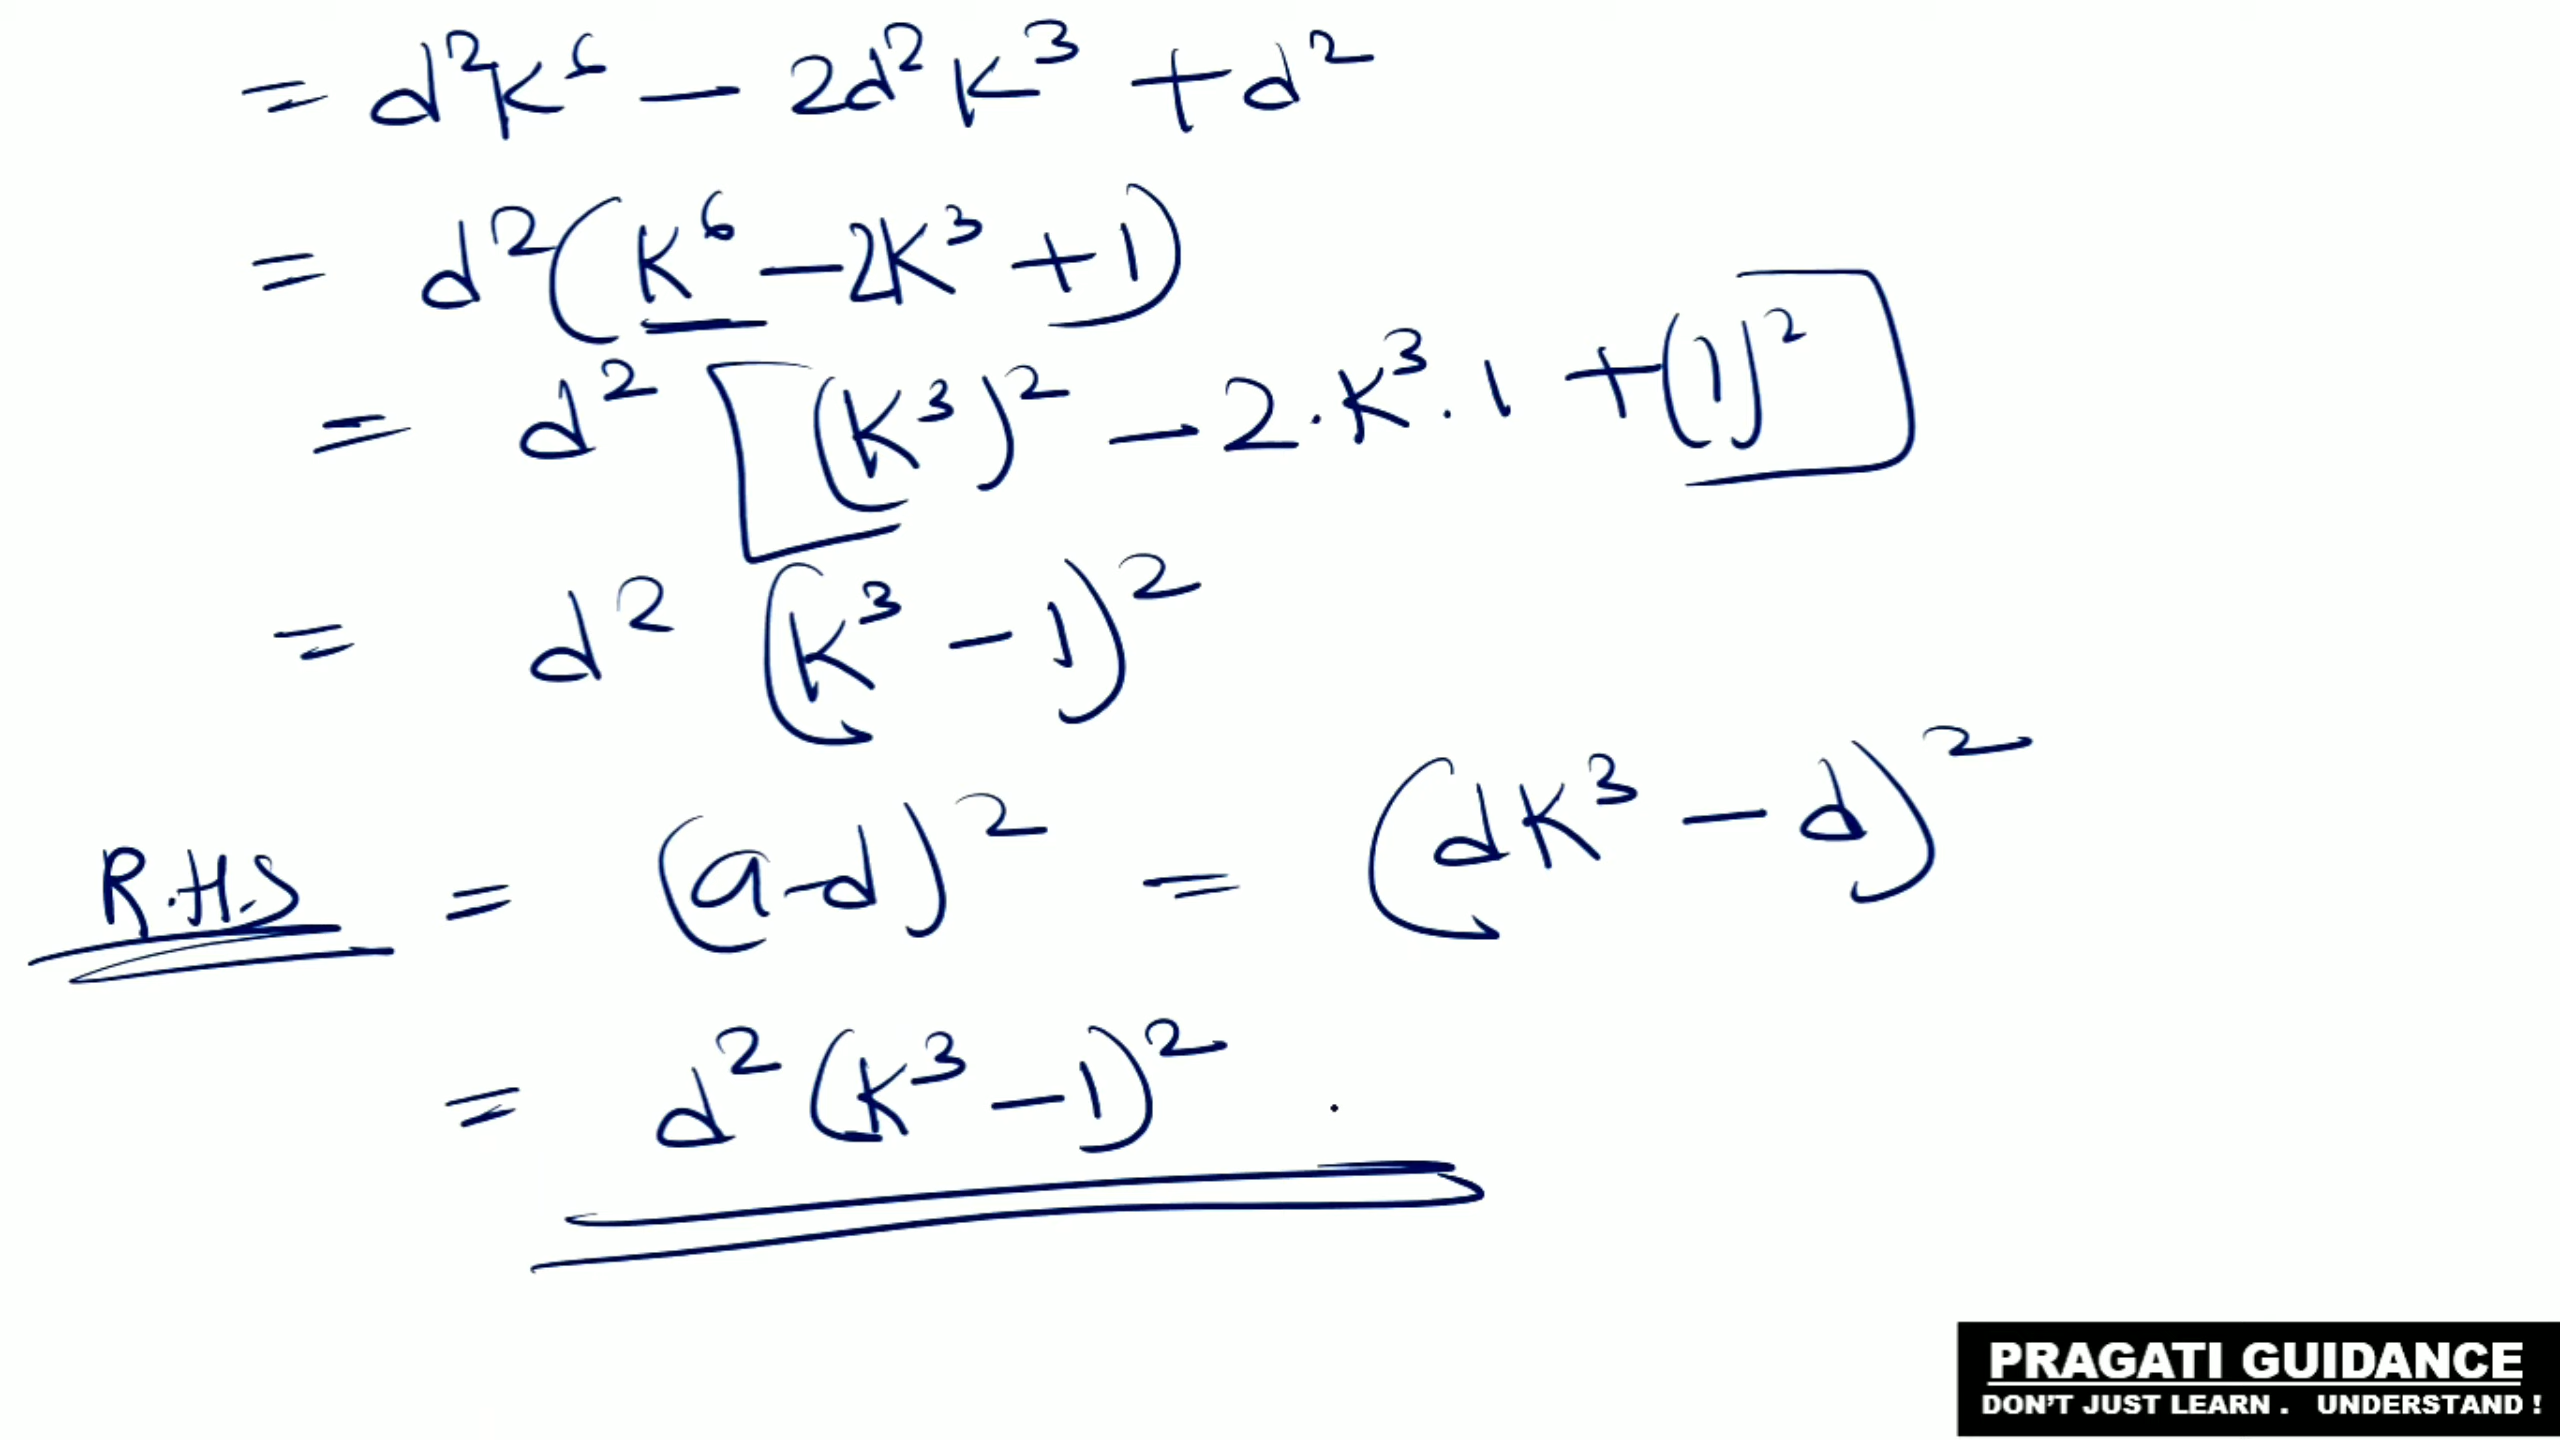 = d²k⁶ - 2d²k³ + d²
= d²(k⁶ - 2k³ + 1)
= d² [(k³)² - 2.k³.1 + (1)²]
= d² (k³ - 1)²
R.H.S = (a-d)² = (dk³ - d)²
= d²(k³ - 1)²
PRAGATI GUIDANCE
DON'T JUST LEARN . UNDERSTAND !